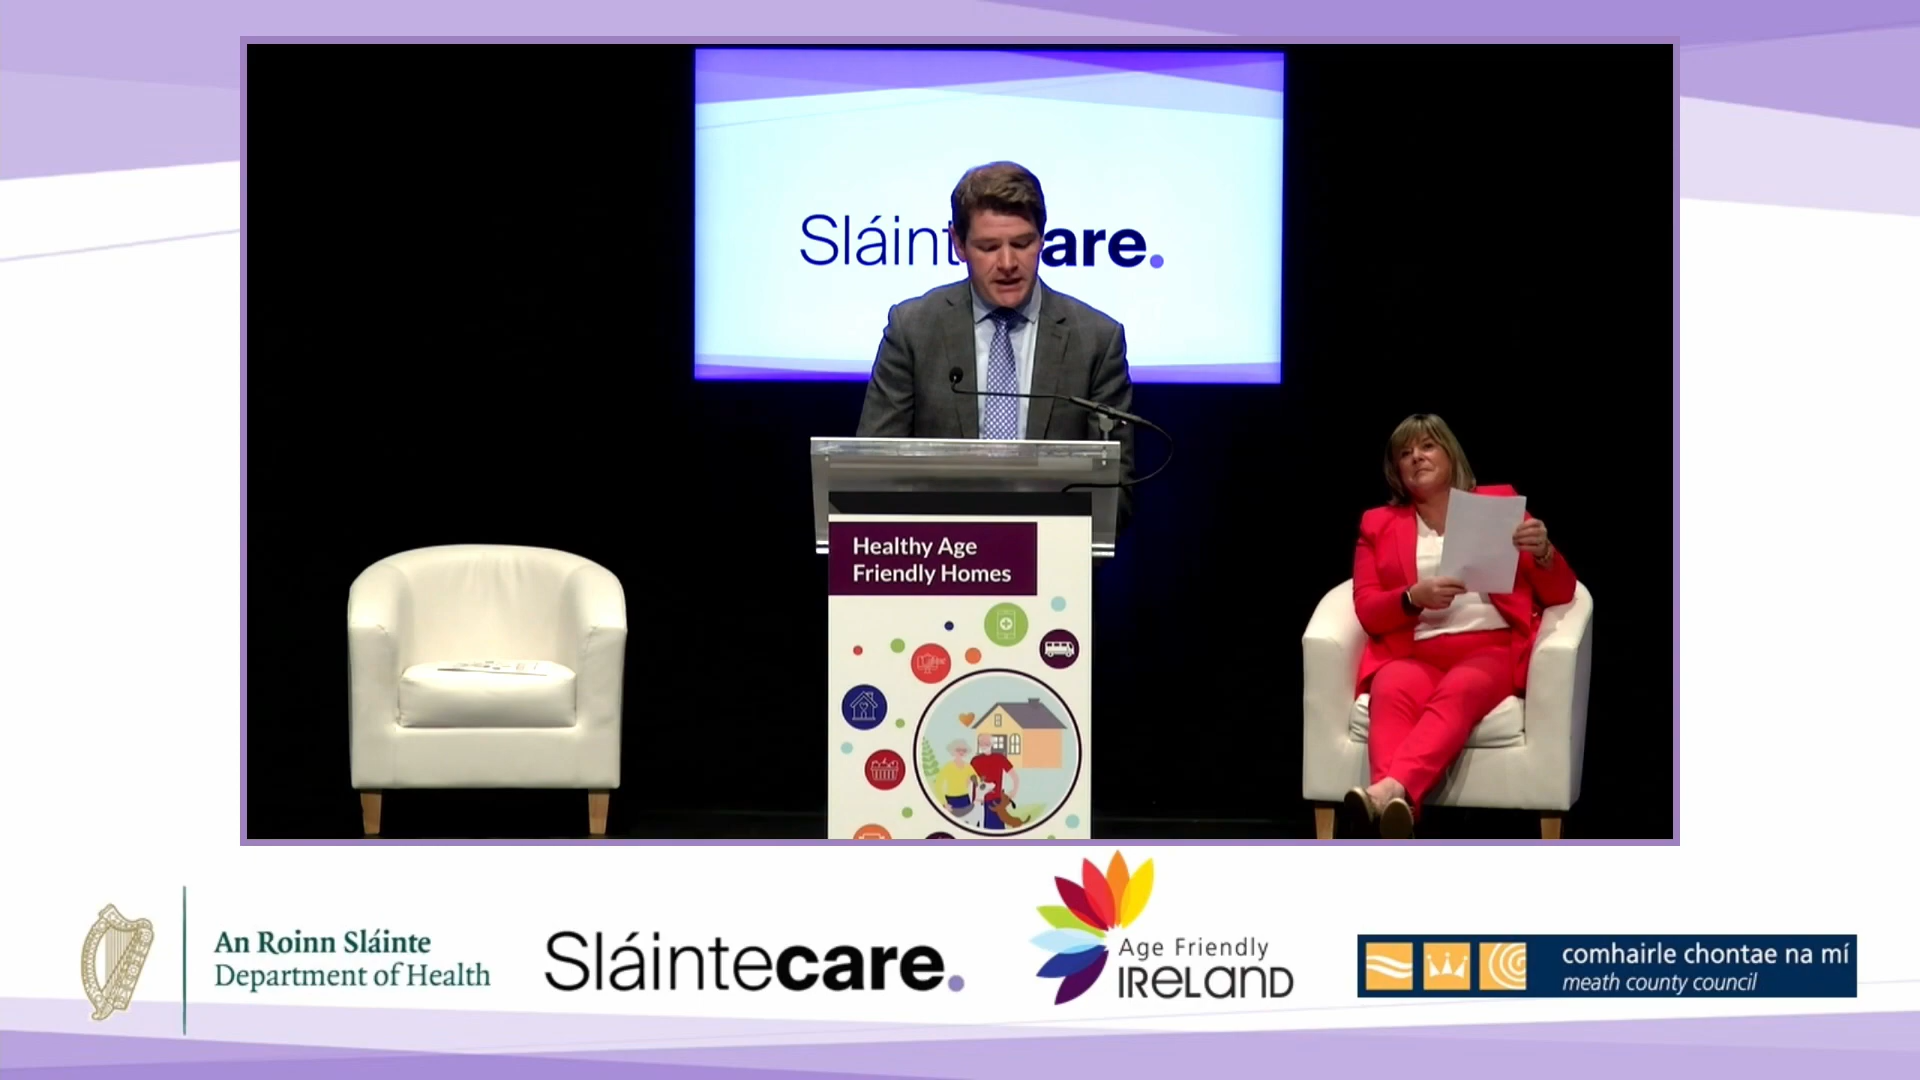 Sláint are.
Healthy Age
Friendly Homes
An Roinn Sláinte
Department of Health
Sláintecare.
Age Friendly
IRELAND
comhairle chontae na mí
meath county council